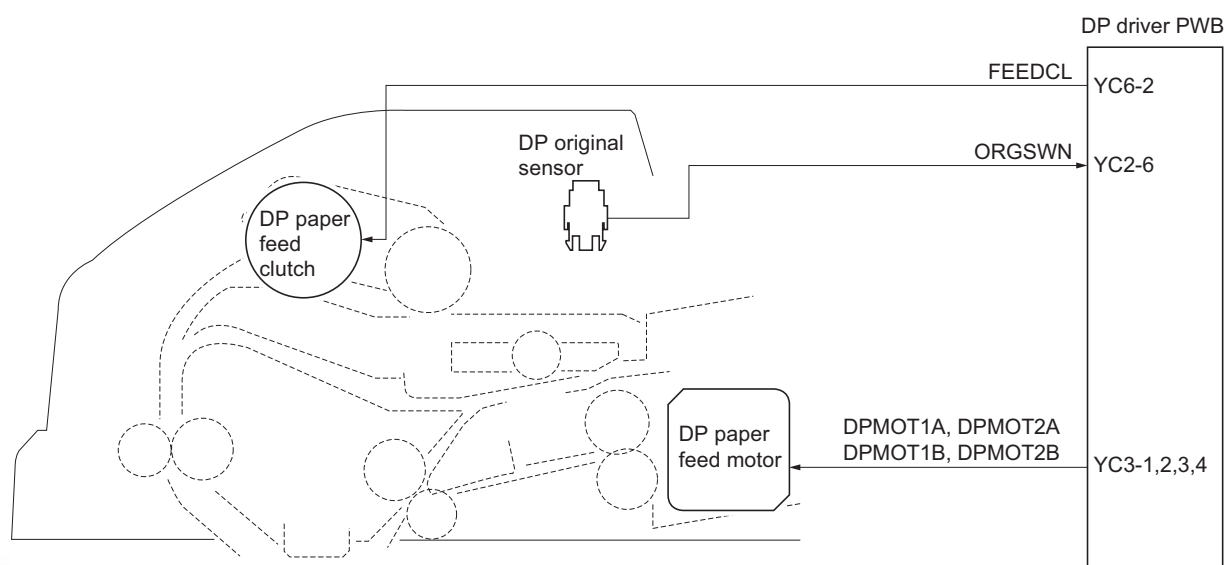 DP driver PWB
FEEDCL
YC6-2
DP original
sensor
ORGSWN
YC2-6
DP paper
feed
clutch
DP paper
feed motor
DPMOT1A, DPMOT2A
DPMOT1B, DPMOT2B
YC3-1,2,3,4